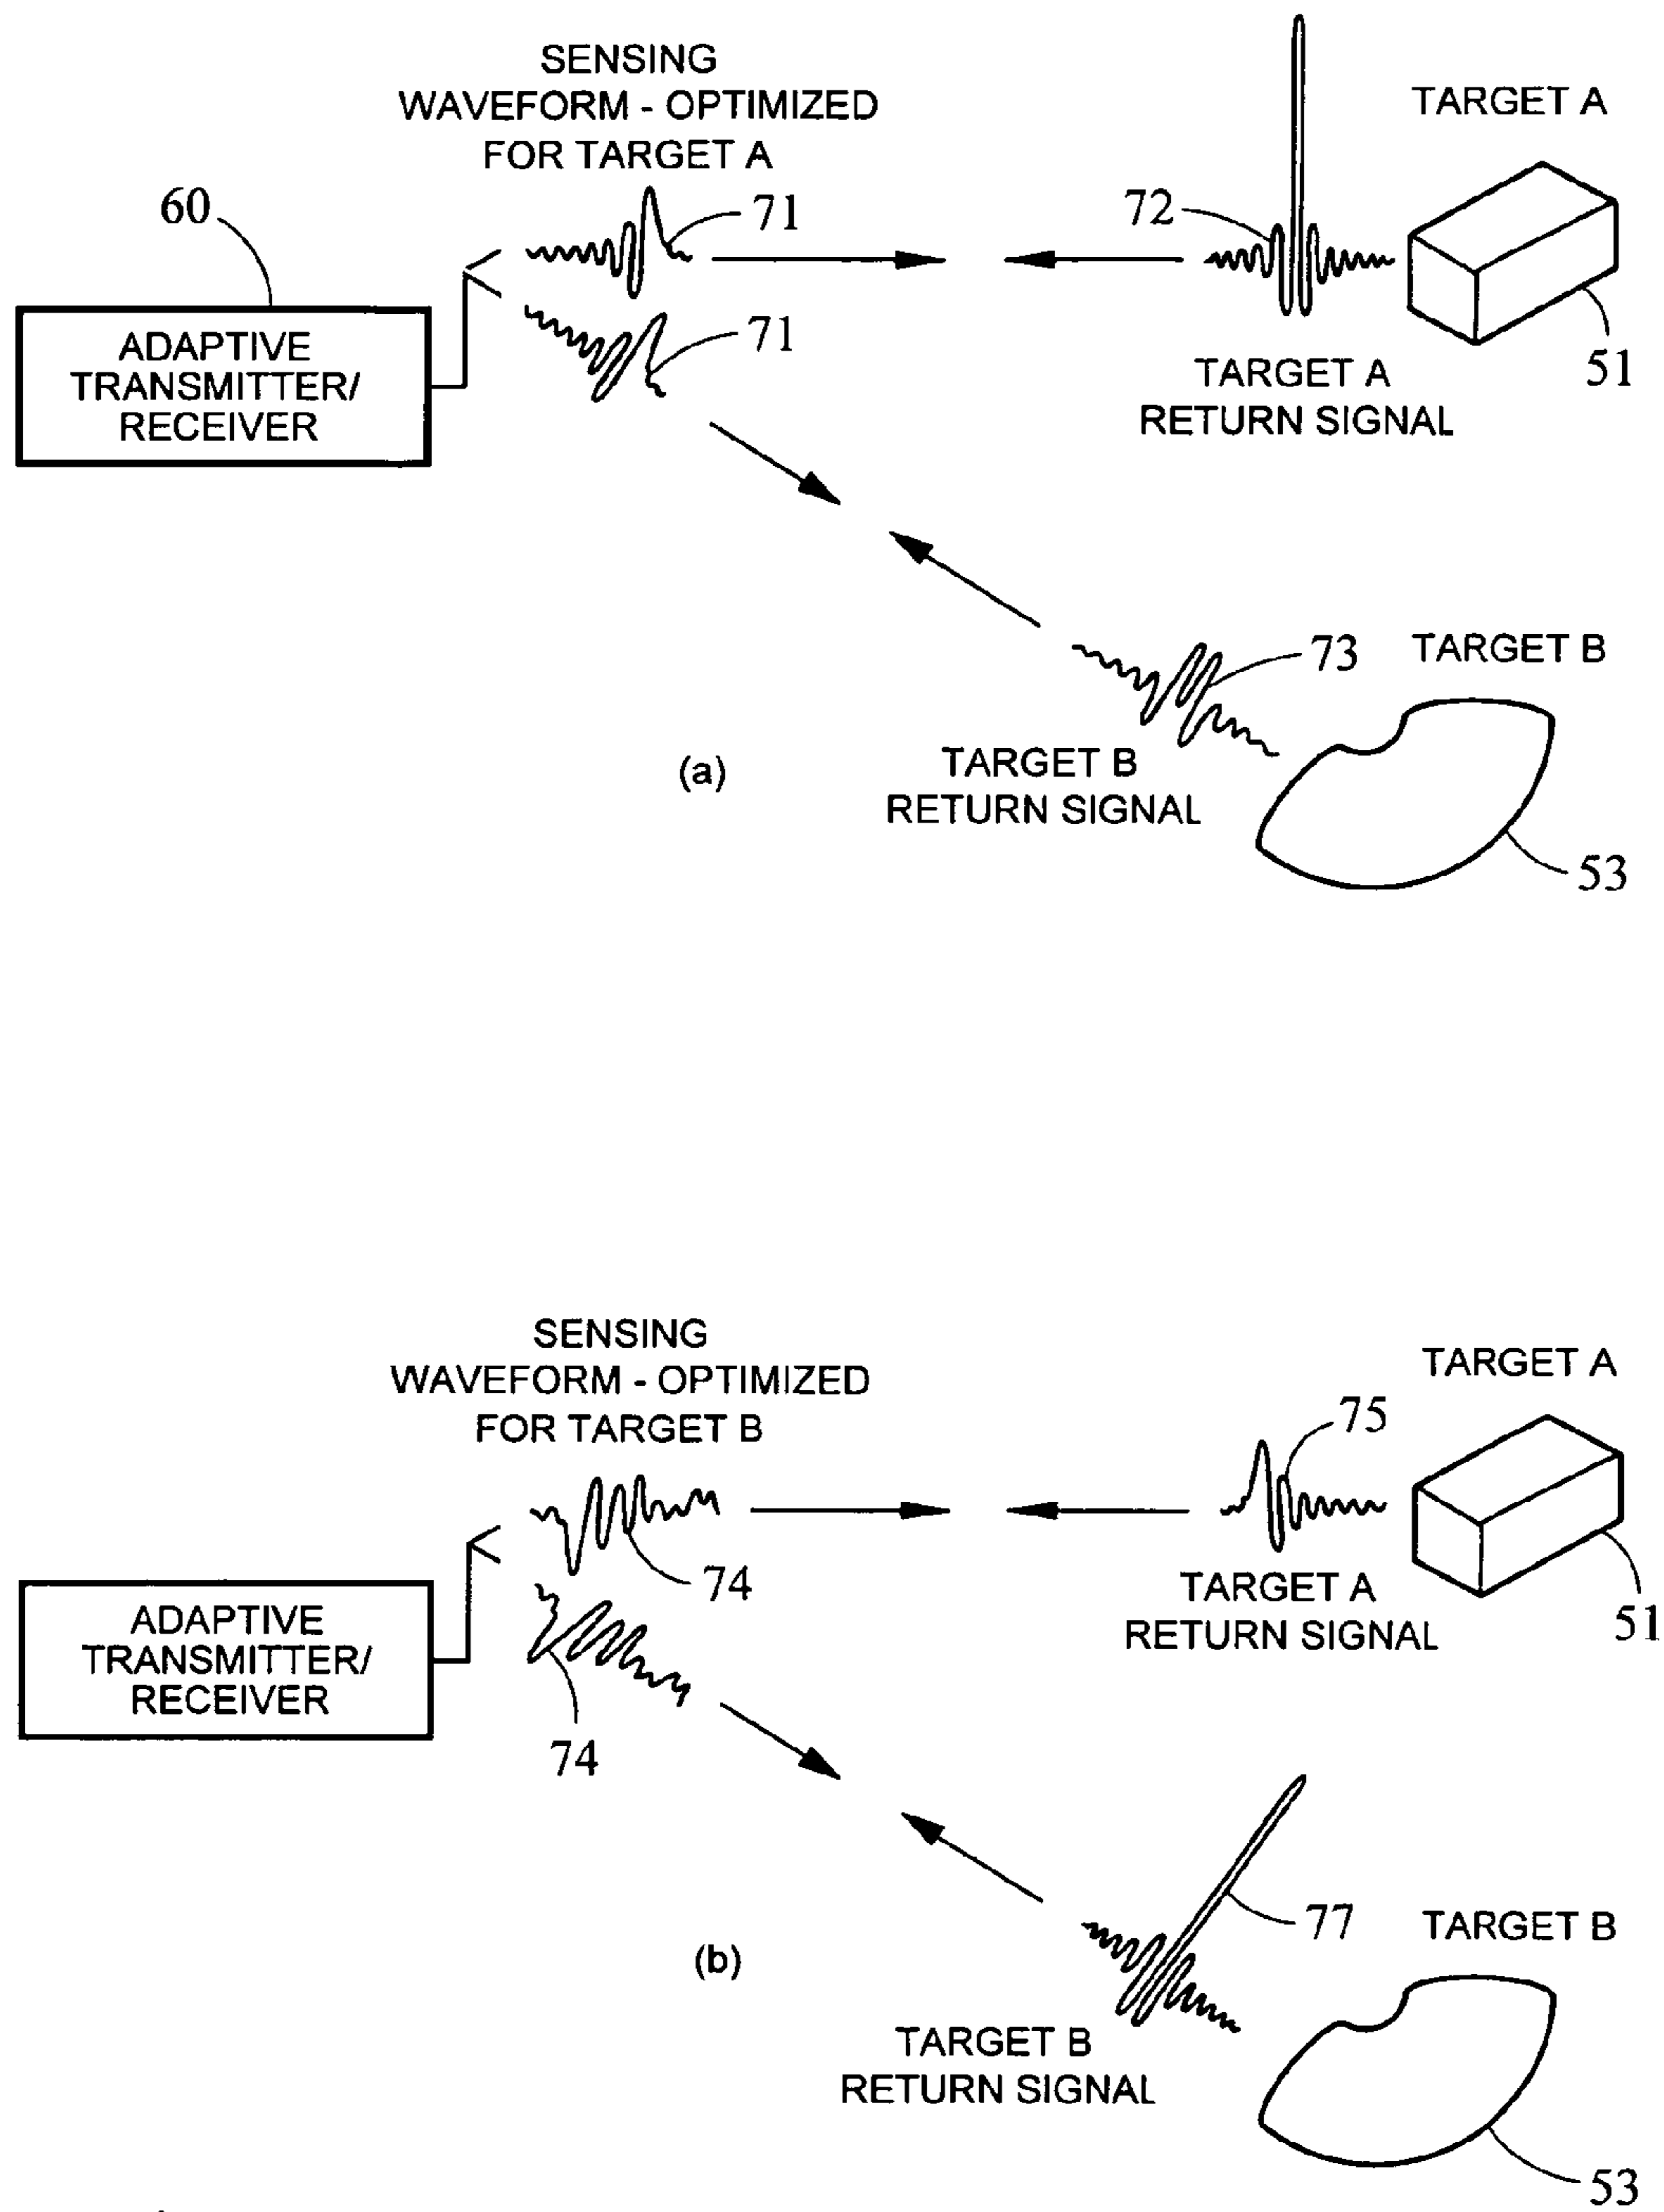 SENSING
WAVEFORM - OPTIMIZED
FOR TARGET A
TARGET A
60
71
72
71
ADAPTIVE
TRANSMITTER/
RECEIVER
TARGET A
RETURN SIGNAL
51
73
TARGET B
(a)
TARGET B
RETURN SIGNAL
53
SENSING
WAVEFORM - OPTIMIZED
FOR TARGET B
TARGET A
75
74
ADAPTIVE
TRANSMITTER/
RECEIVER
TARGET A
RETURN SIGNAL
51
74
77
TARGET B
(b)
TARGET B
RETURN SIGNAL
53